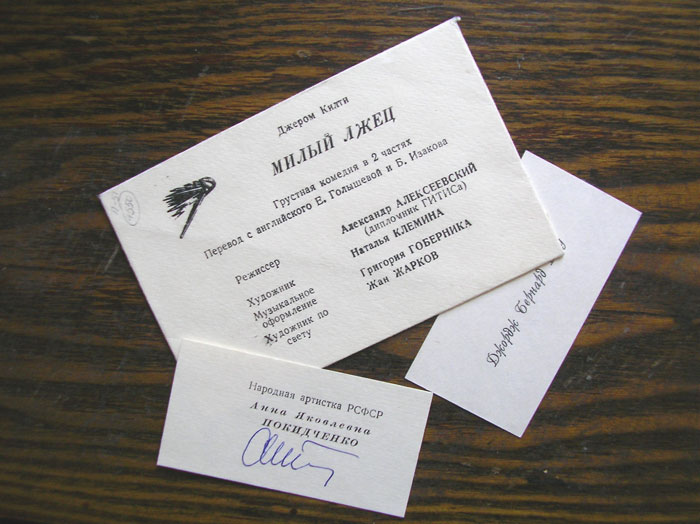 Джером Килти
МИЛЫЙ ЛЖЕЦ
Грустная комедия в 2 частях
Перевод с английского Е. Голышевой и Б. Изакова
Режиссер Александр АЛЕКСЕЕВСКИЙ
(дипломник ГИТИСа)
Художник Наталья КЛЕМИНА
Музыкальное
оформление Григория ГОБЕРНИКА
Художник по
свету Жан ЖАРКОВ
Джордж Бернард
Народная артистка РСФСР
Анна Яковлевна
ПОКИДЧЕНКО